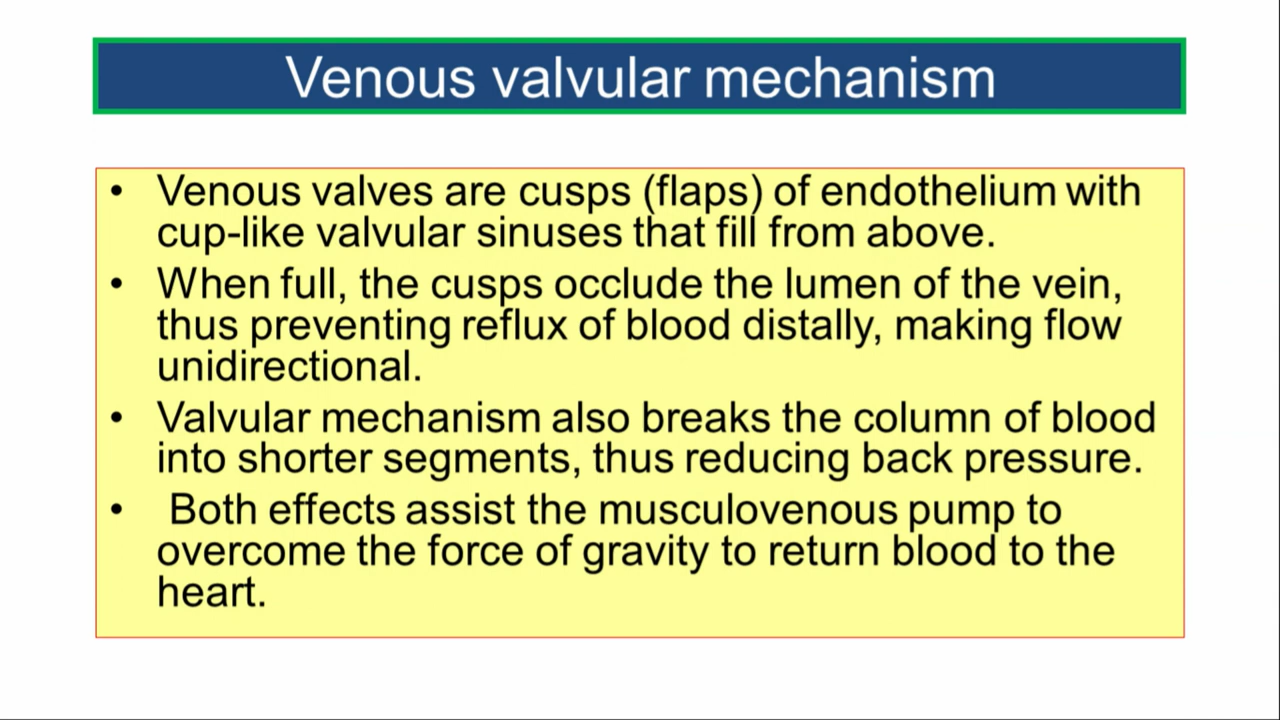 Venous valvular mechanism
• Venous valves are cusps (flaps) of endothelium with
cup-like valvular sinuses that fill from above.
• When full, the cusps occlude the lumen of the vein,
thus preventing reflux of blood distally, making flow
unidirectional.
• Valvular mechanism also breaks the column of blood
into shorter segments, thus reducing back pressure.
• Both effects assist the musculovenous pump to
overcome the force of gravity to return blood to the
heart.